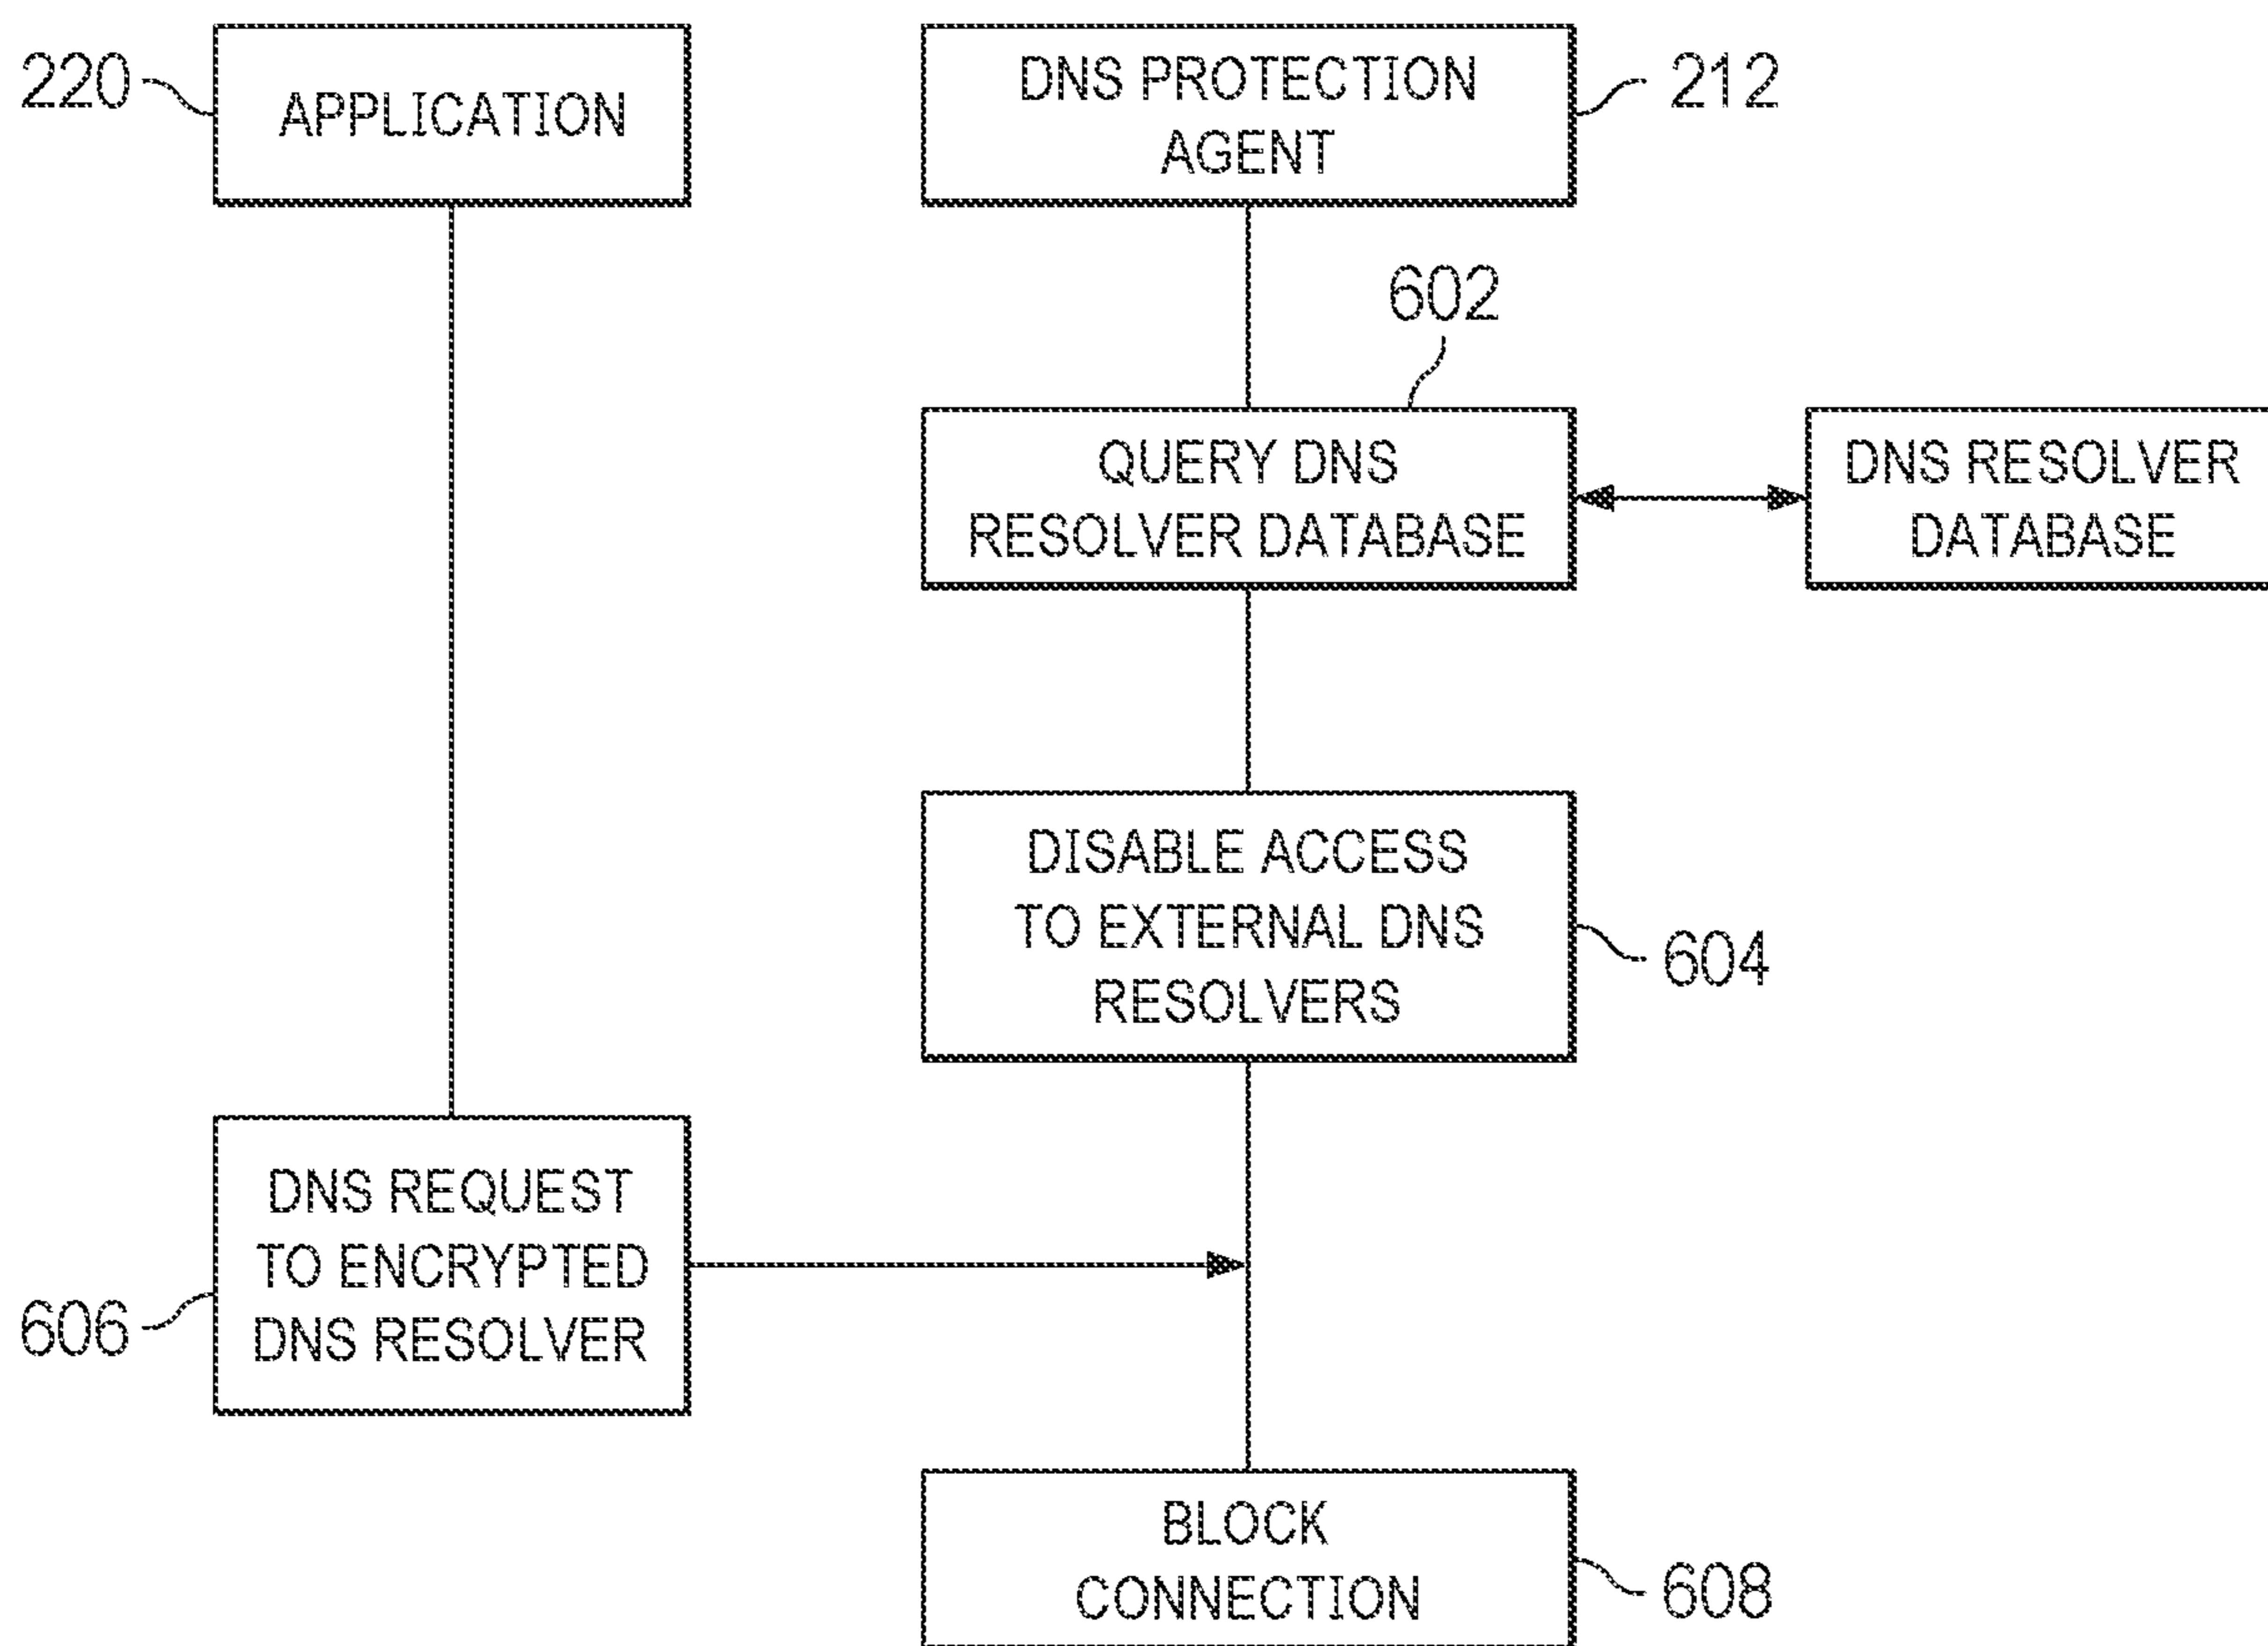 220
APPLICATION
DNS PROTECTION
AGENT
212
602
QUERY DNS
RESOLVER DATABASE
DNS RESOLVER
DATABASE
DISABLE ACCESS
TO EXTERNAL DNS
RESOLVERS
604
DNS REQUEST
TO ENCRYPTED
DNS RESOLVER
606
BLOCK
CONNECTION
608